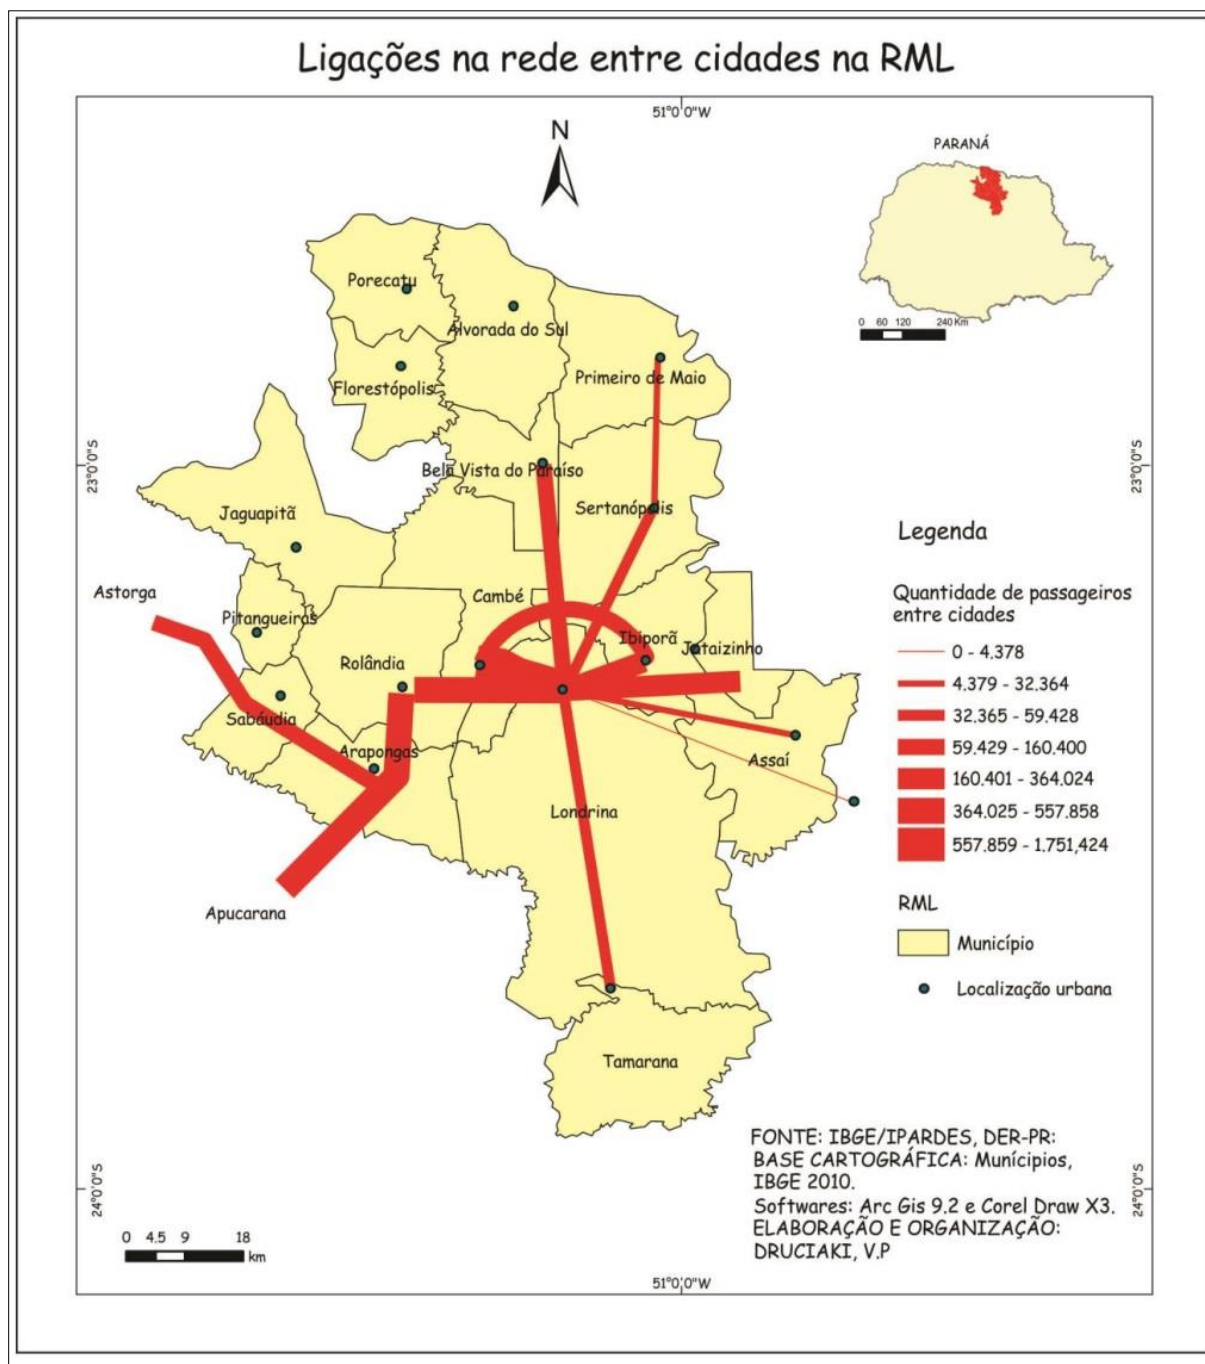 Ligações na rede entre cidades na RML
51°0'0"W
N
PARANÁ
0 60 120 240 Km
Porecatu
Alvorada do Sul
Florestópolis
Primeiro de Maio
23°0'0"S
23°0'0"S
Bela Vista do Paraíso
Sertanópolis
Jaguapitã
Astorga
Cambé
Pitangueiras
Ibiporã
Jataizinho
Rolândia
Sabáudia
Arapongas
Assaí
Londrina
Apucarana
Tamarana
Legenda
Quantidade de passageiros
entre cidades
0 - 4.378
4.379 - 32.364
32.365 - 59.428
59.429 - 160.400
160.401 - 364.024
364.025 - 557.858
557.859 - 1.751,424
RML
Município
Localização urbana
FONTE: IBGE/IPARDES, DER-PR:
BASE CARTOGRÁFICA: Munícipios,
IBGE 2010.
Softwares: Arc Gis 9.2 e Corel Draw X3.
ELABORAÇÃO E ORGANIZAÇÃO:
DRUCIAKI, V.P
24°0'0"S
24°0'0"S
0 4.5 9 18
km
51°0'0"W